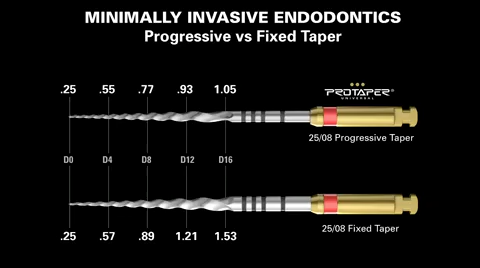 MINIMALLY INVASIVE ENDODONTICS
Progressive vs Fixed Taper
.25 .55 .77 .93 1.05
PROTAPER®
UNIVERSAL
25/08 Progressive Taper
D0 D4 D8 D12 D16
25/08 Fixed Taper
.25 .57 .89 1.21 1.53